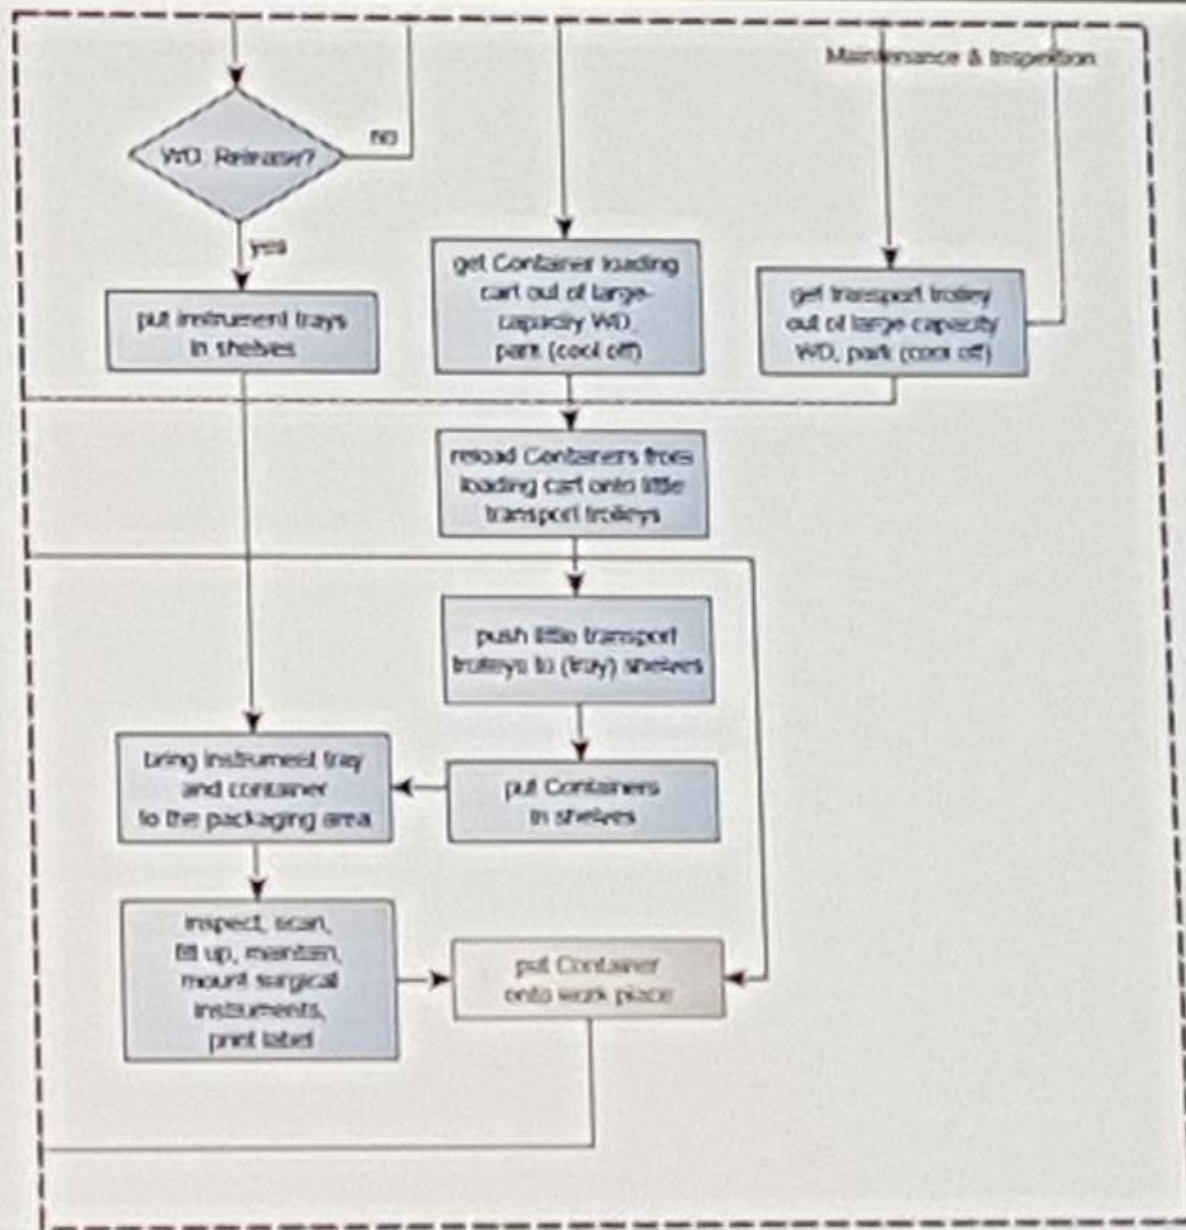 Maintenance & Inspection
WD: Release?
no
yes
put instrument trays
in shelves
get Container loading
cart out of large-
capacity WD,
park (cool off)
get transport trolley
out of large capacity
WD, park (cool off)
reload Containers from
loading cart onto little
transport trolleys
push little transport
trolleys to (tray) shelves
bring instrument tray
and container
to the packaging area
put Containers
in shelves
inspect, scan,
fill up, maintain,
mount surgical
instruments,
print label
put Container
onto work place